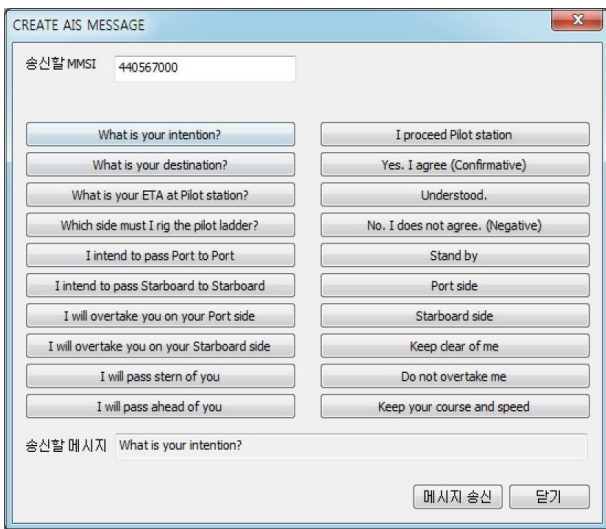 CREATE AIS MESSAGE
송신할 MMSI 440567000
What is your intention? I proceed Pilot station
What is your destination? Yes. I agree (Confirmative)
What is your ETA at Pilot station? Understood.
Which side must I rig the pilot ladder? No. I does not agree. (Negative)
I intend to pass Port to Port Stand by
I intend to pass Starboard to Starboard Port side
I will overtake you on your Port side Starboard side
I will overtake you on your Starboard side Keep clear of me
I will pass stern of you Do not overtake me
I will pass ahead of you Keep your course and speed
송신할 메시지 What is your intention?
메시지 송신 닫기